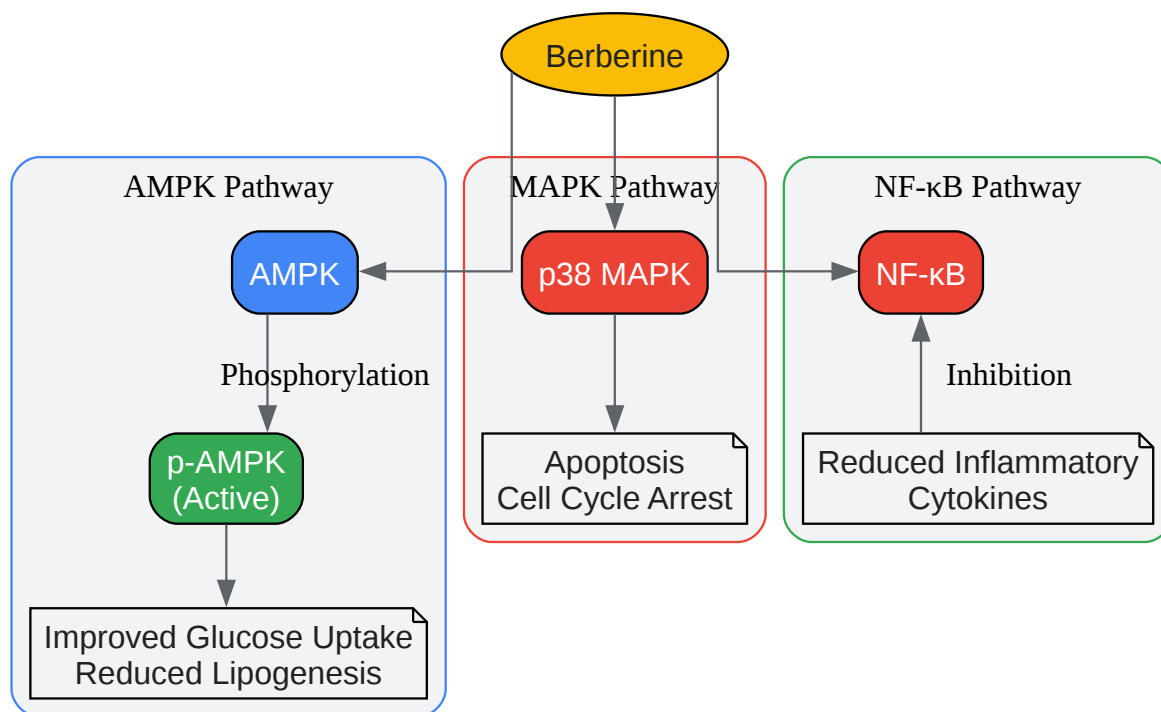 Berberine
AMPK Pathway
MAPK Pathway
NF-κB Pathway
AMPK
p38 MAPK
NF-κB
Phosphorylation
Inhibition
p-AMPK
(Active)
Apoptosis
Cell Cycle Arrest
Reduced Inflammatory
Cytokines
Improved Glucose Uptake
Reduced Lipogenesis